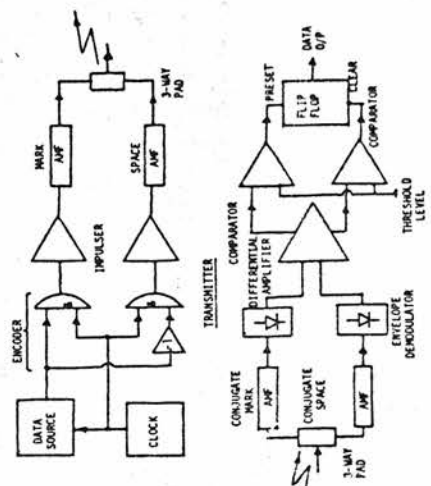 ENCODER
DATA
SOURCE
CLOCK
&
&
IMPULSER
MARK
AMF
SPACE
AMF
3-WAY
PAD
TRANSMITTER
CONJUGATE
MARK
AMF
CONJUGATE
SPACE
AMF
3-WAY
PAD
ENVELOPE
DEMODULATOR
DIFFERENTIAL
AMPLIFIER
COMPARATOR
COMPARATOR
THRESHOLD
LEVEL
PRESET
FLIP
FLOP
CLEAR
DATA
O/P